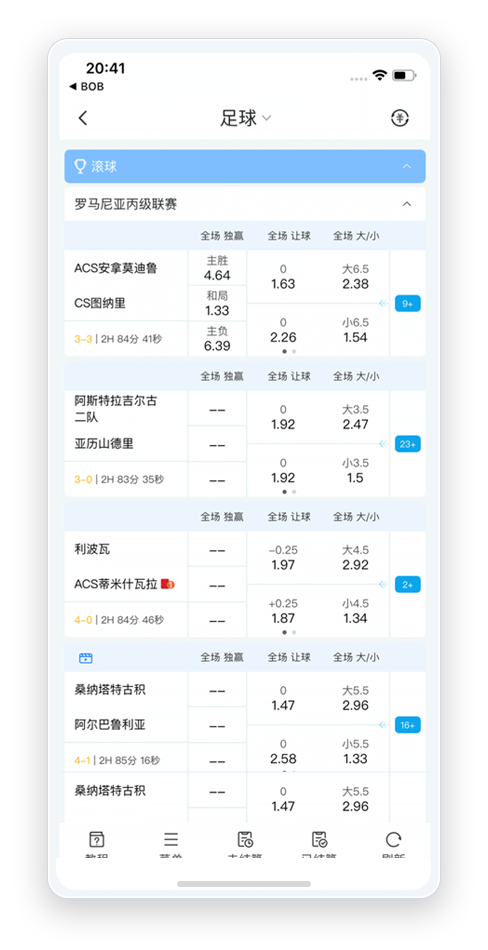 20:41
◀ BOB
足球
滚球
罗马尼亚丙级联赛
全场 独赢 全场 让球 全场 大/小
ACS安拿莫迪鲁
CS图纳里
3-3 | 2H 84分 41秒
主胜
4.64
和局
1.33
主负
6.39
0
1.63
0
2.26
大6.5
2.38
小6.5
1.54
9+
全场 独赢 全场 让球 全场 大/小
阿斯特拉吉尔古
二队
亚历山德里
3-0 | 2H 83分 35秒
--
--
--
0
1.92
0
1.92
大3.5
2.47
小3.5
1.5
23+
全场 独赢 全场 让球 全场 大/小
利波瓦
ACS蒂米什瓦拉
4-0 | 2H 84分 46秒
--
--
--
-0.25
1.97
+0.25
1.87
大4.5
2.92
小4.5
1.34
2+
全场 独赢 全场 让球 全场 大/小
桑纳塔特古积
阿尔巴鲁利亚
4-1 | 2H 85分 16秒
--
--
--
0
1.47
0
2.58
大5.5
2.96
小5.5
1.33
16+
桑纳塔特古积
--
0
1.47
大5.5
2.96
教程 菜单 未结算 已结算 刷新